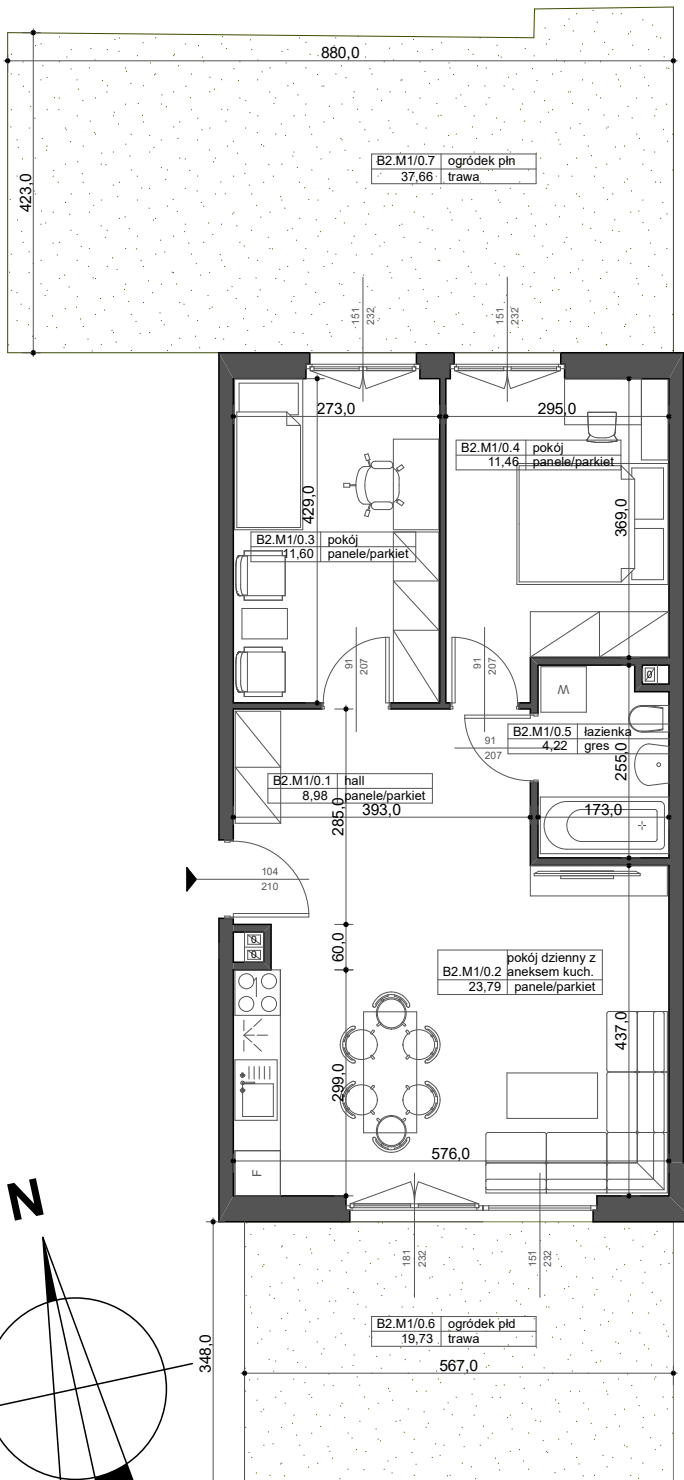 880,0
423,0
B2.M1/0.7 ogródek płn
37,66 trawa
151
232
151
232
273,0
295,0
B2.M1/0.4 pokój
11,46 panele/parkiet
429,0
369,0
B2.M1/0.3 pokój
11,60 panele/parkiet
91
207
91
207
W
B2.M1/0.5 łazienka
4,22 gres
91
207
255,0
B2.M1/0.1 hall
8,98 panele/parkiet
393,0
173,0
285,0
104
210
60,0
pokój dzienny z
B2.M1/0.2 aneksem kuch.
23,79 panele/parkiet
437,0
299,0
576,0
F
N
181
232
151
232
B2.M1/0.6 ogródek płd
19,73 trawa
348,0
567,0